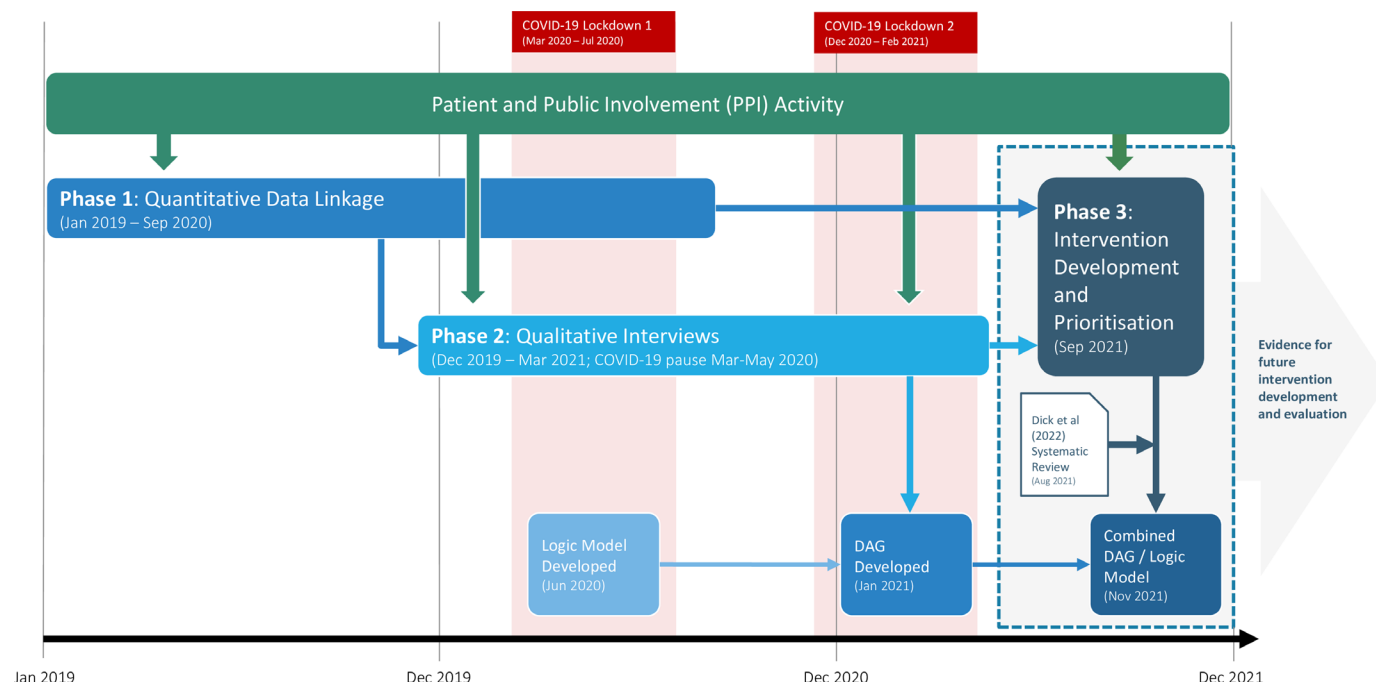 COVID-19 Lockdown 1
(Mar 2020 – Jul 2020)
COVID-19 Lockdown 2
(Dec 2020 – Feb 2021)
Patient and Public Involvement (PPI) Activity
Phase 1: Quantitative Data Linkage
(Jan 2019 – Sep 2020)
Phase 2: Qualitative Interviews
(Dec 2019 – Mar 2021; COVID-19 pause Mar-May 2020)
Phase 3:
Intervention
Development
and
Prioritisation
(Sep 2021)
Evidence for
future
intervention
development
and evaluation
Dick et al
(2022)
Systematic
Review
(Aug 2021)
Logic Model
Developed
(Jun 2020)
DAG
Developed
(Jan 2021)
Combined
DAG / Logic
Model
(Nov 2021)
Jan 2019
Dec 2019
Dec 2020
Dec 2021